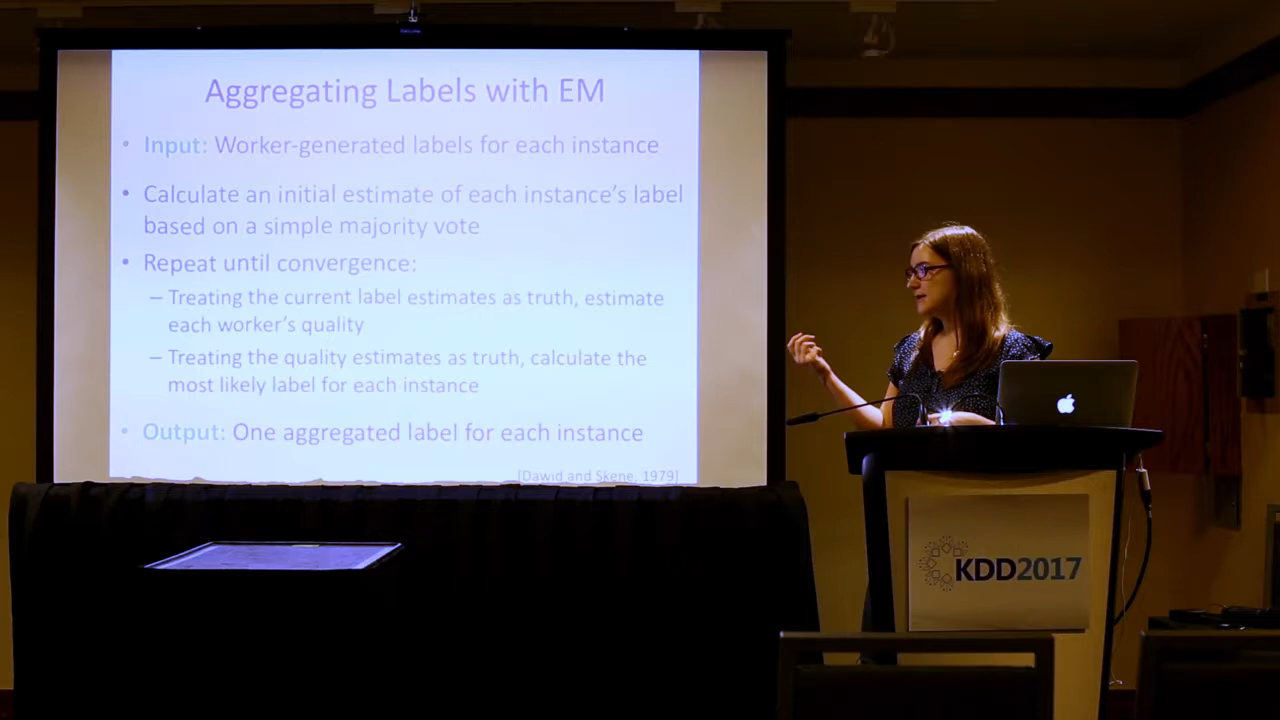 Aggregating Labels with EM
• Input: Worker-generated labels for each instance
• Calculate an initial estimate of each instance's label
based on a simple majority vote
• Repeat until convergence:
– Treating the current label estimates as truth, estimate
each worker's quality
– Treating the quality estimates as truth, calculate the
most likely label for each instance
• Output: One aggregated label for each instance
[Dawid and Skene, 1979]
KDD2017